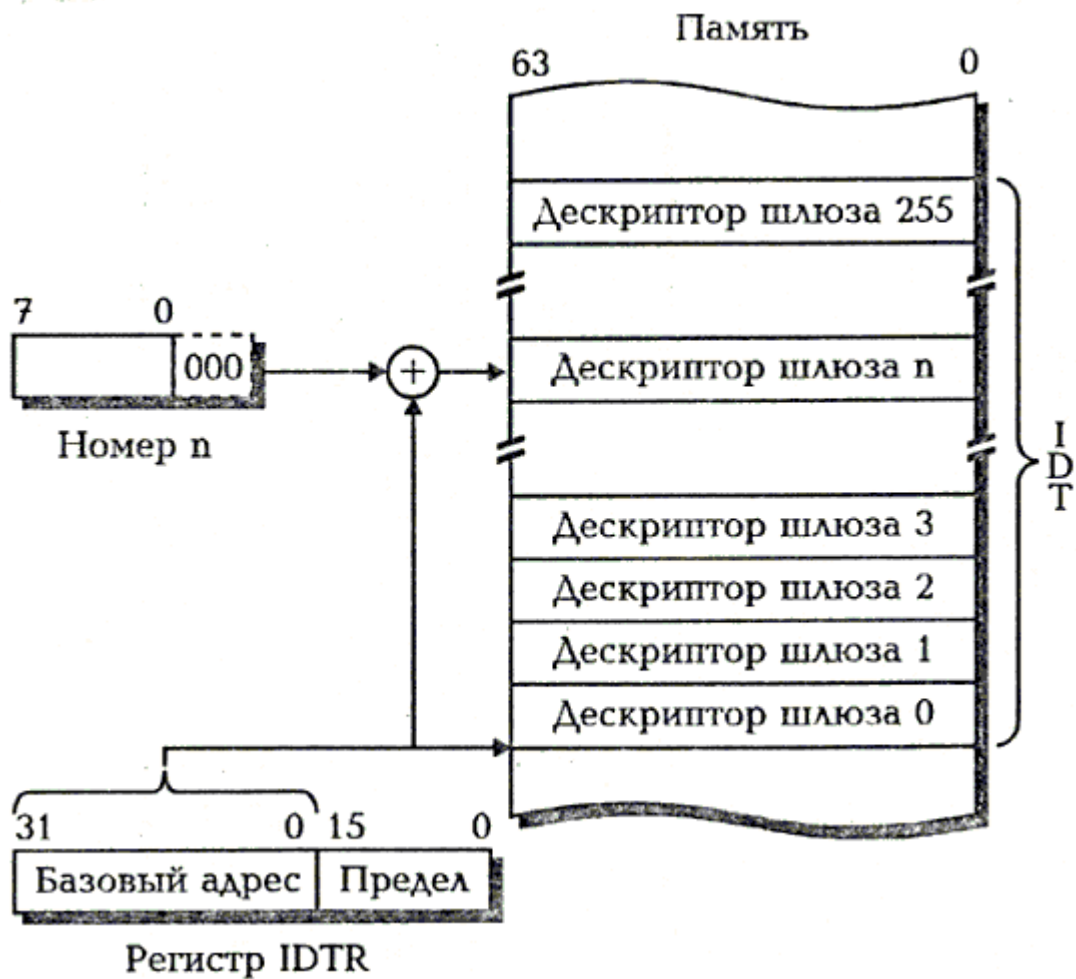 Память
63 0
Дескриптор шлюза 255
7 0
000
Дескриптор шлюза n
Номер n
I
D
T
Дескриптор шлюза 3
Дескриптор шлюза 2
Дескриптор шлюза 1
Дескриптор шлюза 0
31 0 15 0
Базовый адрес Предел
Регистр IDTR